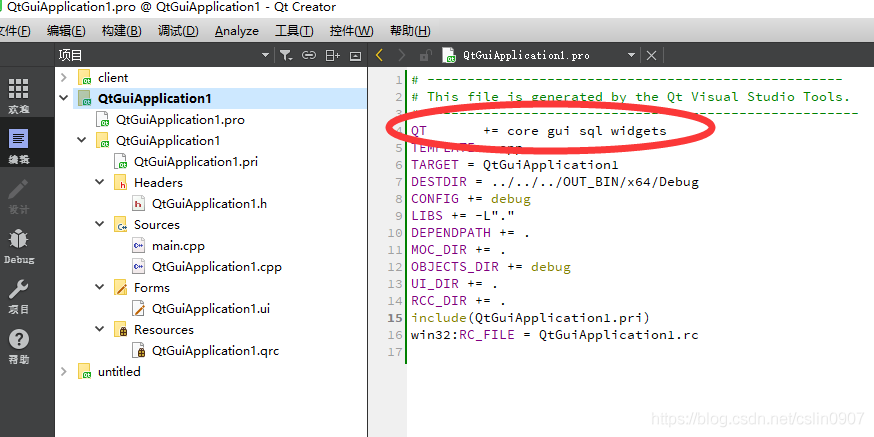 QtGuiApplication1.pro @ QtGuiApplication1 - Qt Creator
文件(F) 编辑(E) 构建(B) 调试(D) Analyze 工具(T) 控件(W) 帮助(H)
项目
QtGuiApplication1.pro
欢迎
编辑
设计
Debug
项目
帮助
client
QtGuiApplication1
QtGuiApplication1.pro
QtGuiApplication1
QtGuiApplication1.pri
Headers
QtGuiApplication1.h
Sources
main.cpp
QtGuiApplication1.cpp
Forms
QtGuiApplication1.ui
Resources
QtGuiApplication1.qrc
untitled
1 # ----------------------------------------------------
2 # This file is generated by the Qt Visual Studio Tools.
# ------------------------------------------------------
4 QT += core gui sql widgets
5 TEMPLATE = app
6 TARGET = QtGuiApplication1
7 DESTDIR = ../../../OUT_BIN/x64/Debug
8 CONFIG += debug
9 LIBS += -L"."
10 DEPENDPATH += .
11 MOC_DIR += .
12 OBJECTS_DIR += debug
13 UI_DIR += .
14 RCC_DIR += .
15 include(QtGuiApplication1.pri)
16 win32:RC_FILE = QtGuiApplication1.rc
17
https://blog.csdn.net/cslin0907